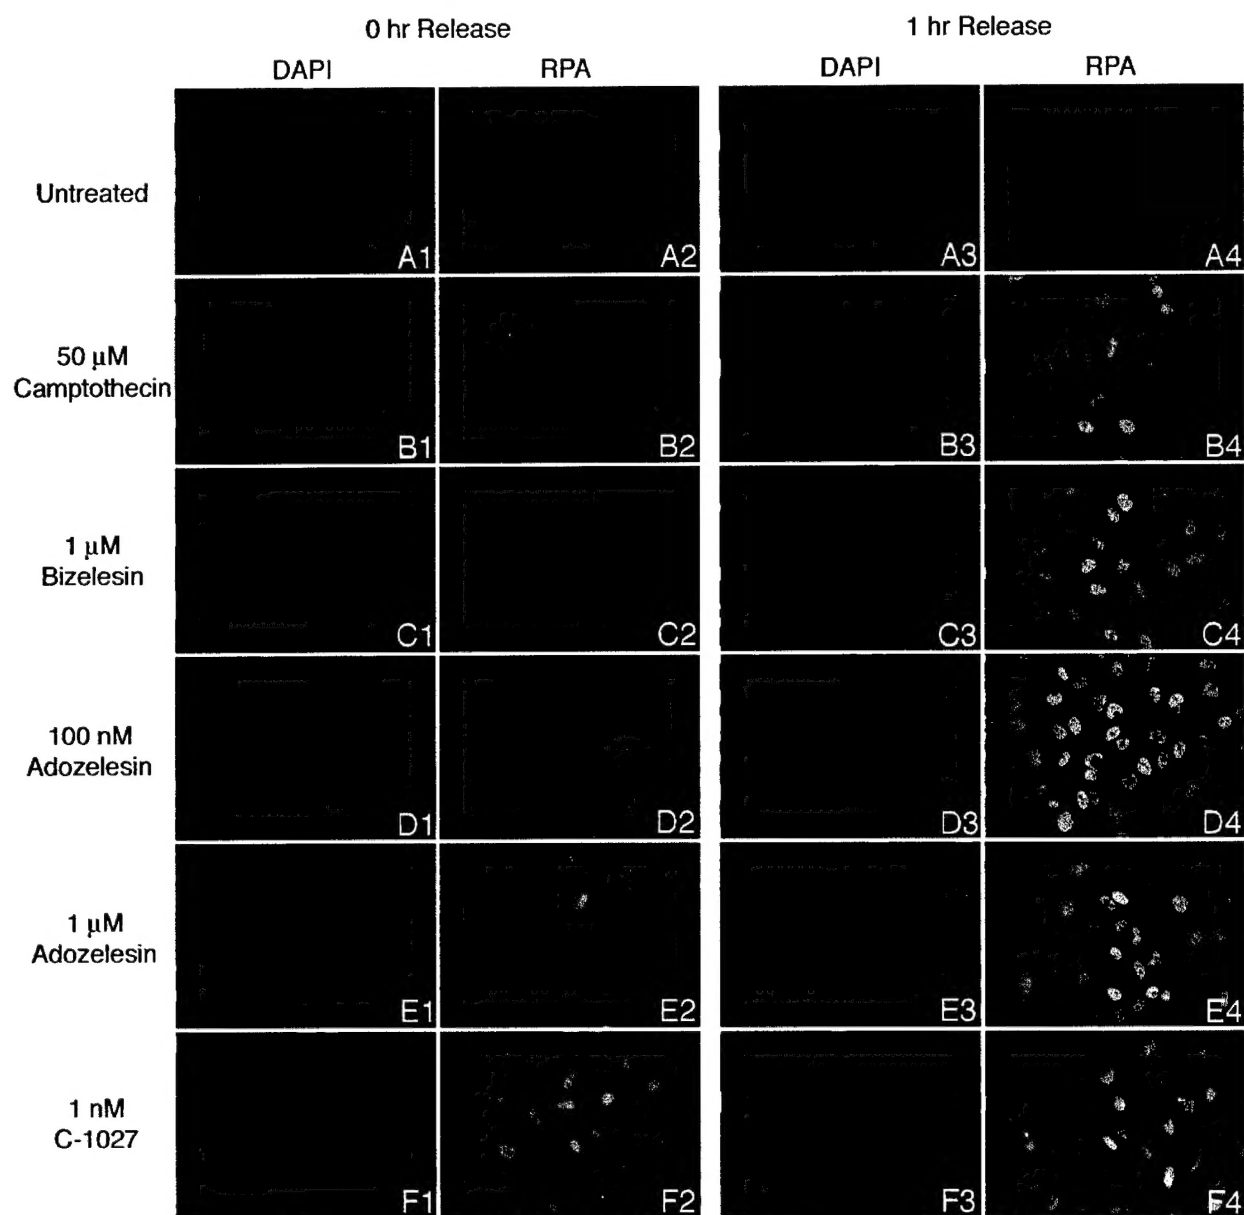 0 hr Release 1 hr Release
DAPI RPA DAPI RPA
Untreated
A1 A2 A3 A4
50 μM
Camptothecin
B1 B2 B3 B4
1 μM
Bizelesin
C1 C2 C3 C4
100 nM
Adozelesin
D1 D2 D3 D4
1 μM
Adozelesin
E1 E2 E3 E4
1 nM
C-1027
F1 F2 F3 F4